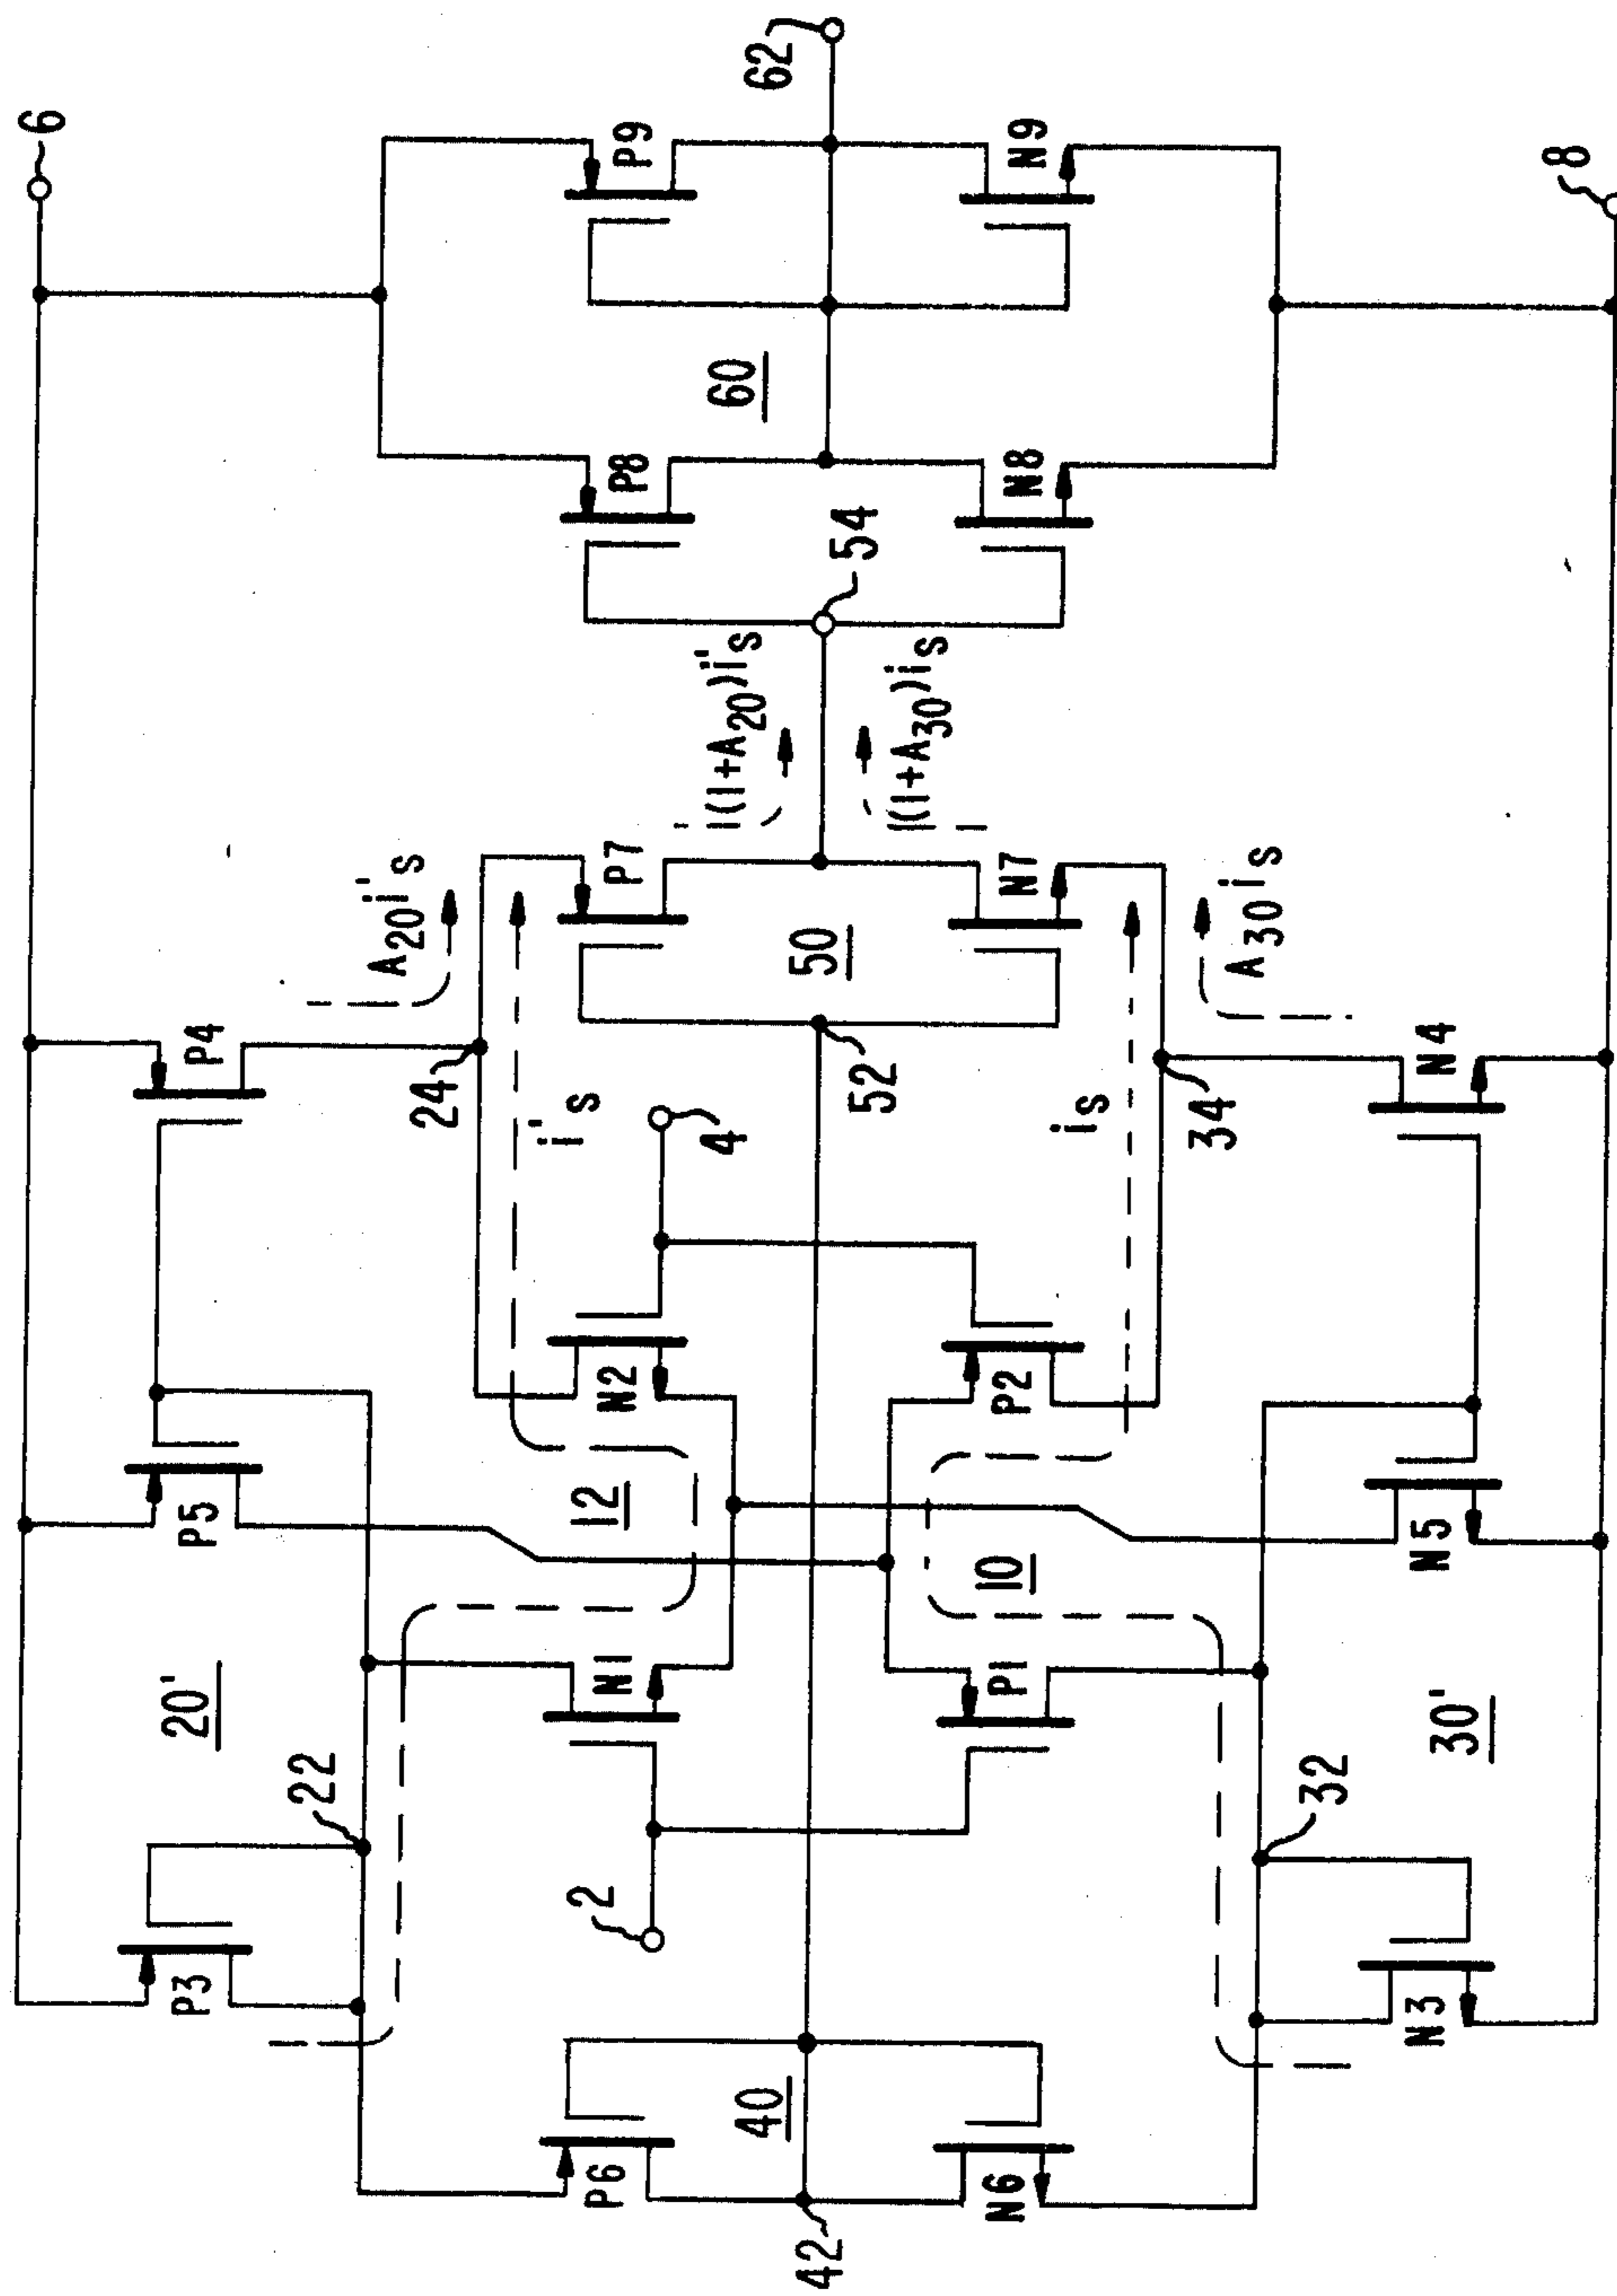 6
P3
P5
P4
20'
22
A20i's
24
i's
P6
N1
12
N2
P7
P8
P9
2
4
40
50
54
60
62
42
52
i(1+A20)i's
i((1+A30)is
N6
P1
10
P2
is
N7
N8
N9
32
34
A30is
30'
N3
N5
N4
8